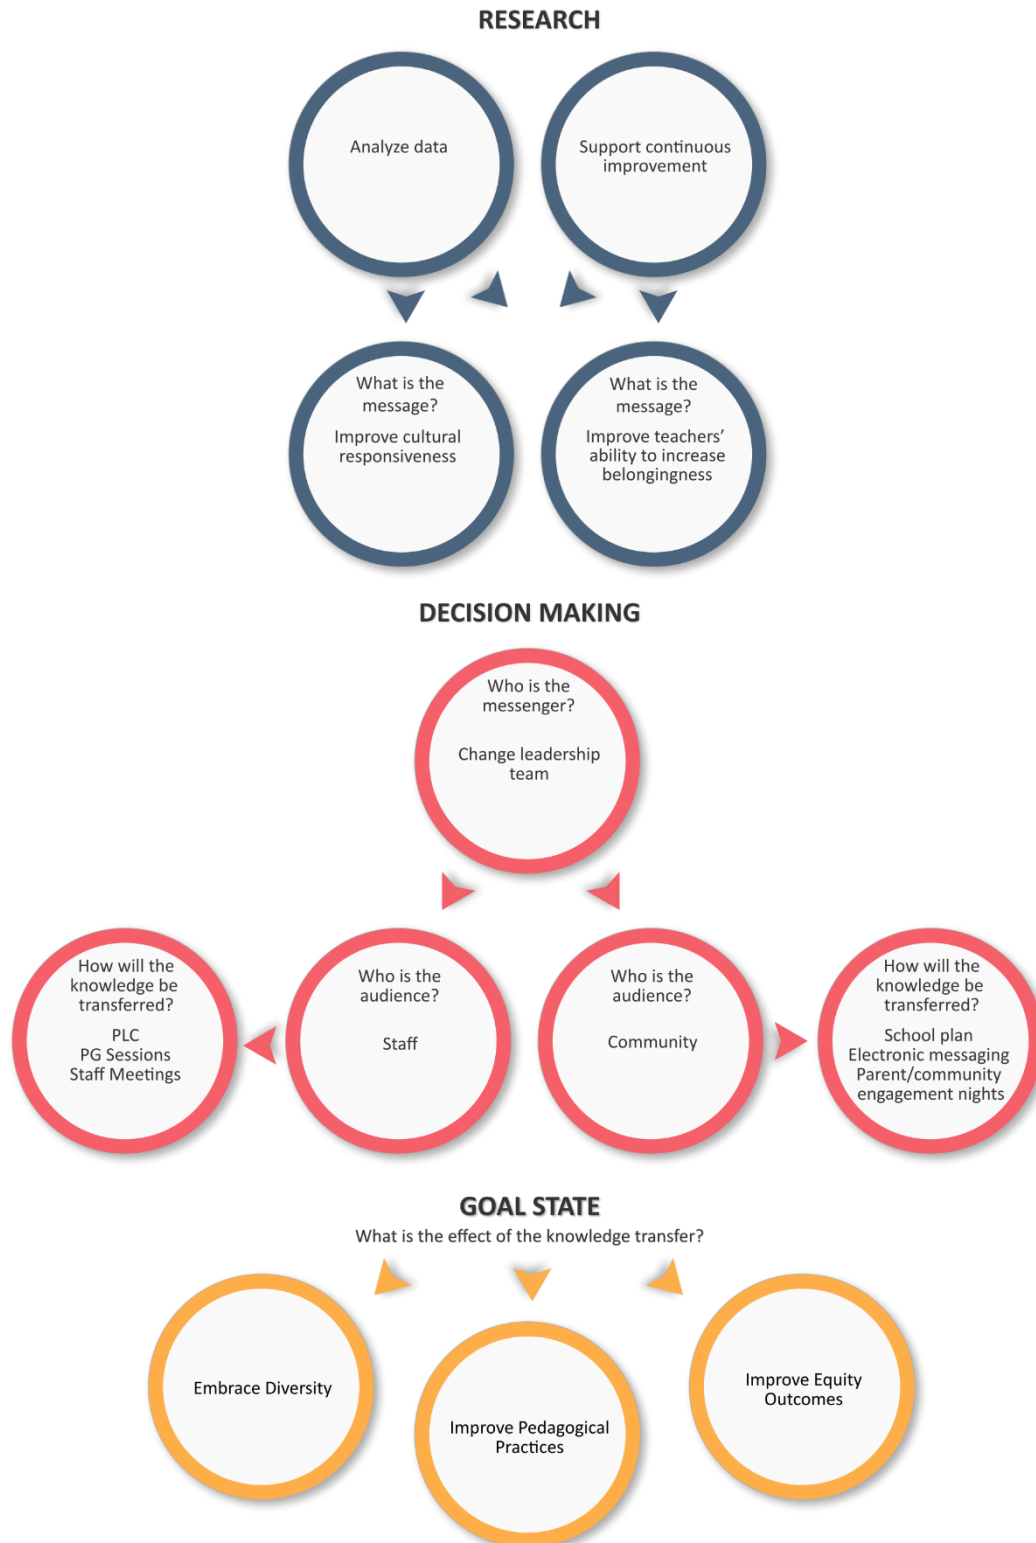 RESEARCH
Analyze data
Support continuous
improvement
What is the
message?
Improve cultural
responsiveness
What is the
message?
Improve teachers’
ability to increase
belongingness
DECISION MAKING
Who is the
messenger?
Change leadership
team
How will the
knowledge be
transferred?
PLC
PG Sessions
Staff Meetings
Who is the
audience?
Staff
Who is the
audience?
Community
How will the
knowledge be
transferred?
School plan
Electronic messaging
Parent/community
engagement nights
GOAL STATE
What is the effect of the knowledge transfer?
Embrace Diversity
Improve Pedagogical
Practices
Improve Equity
Outcomes